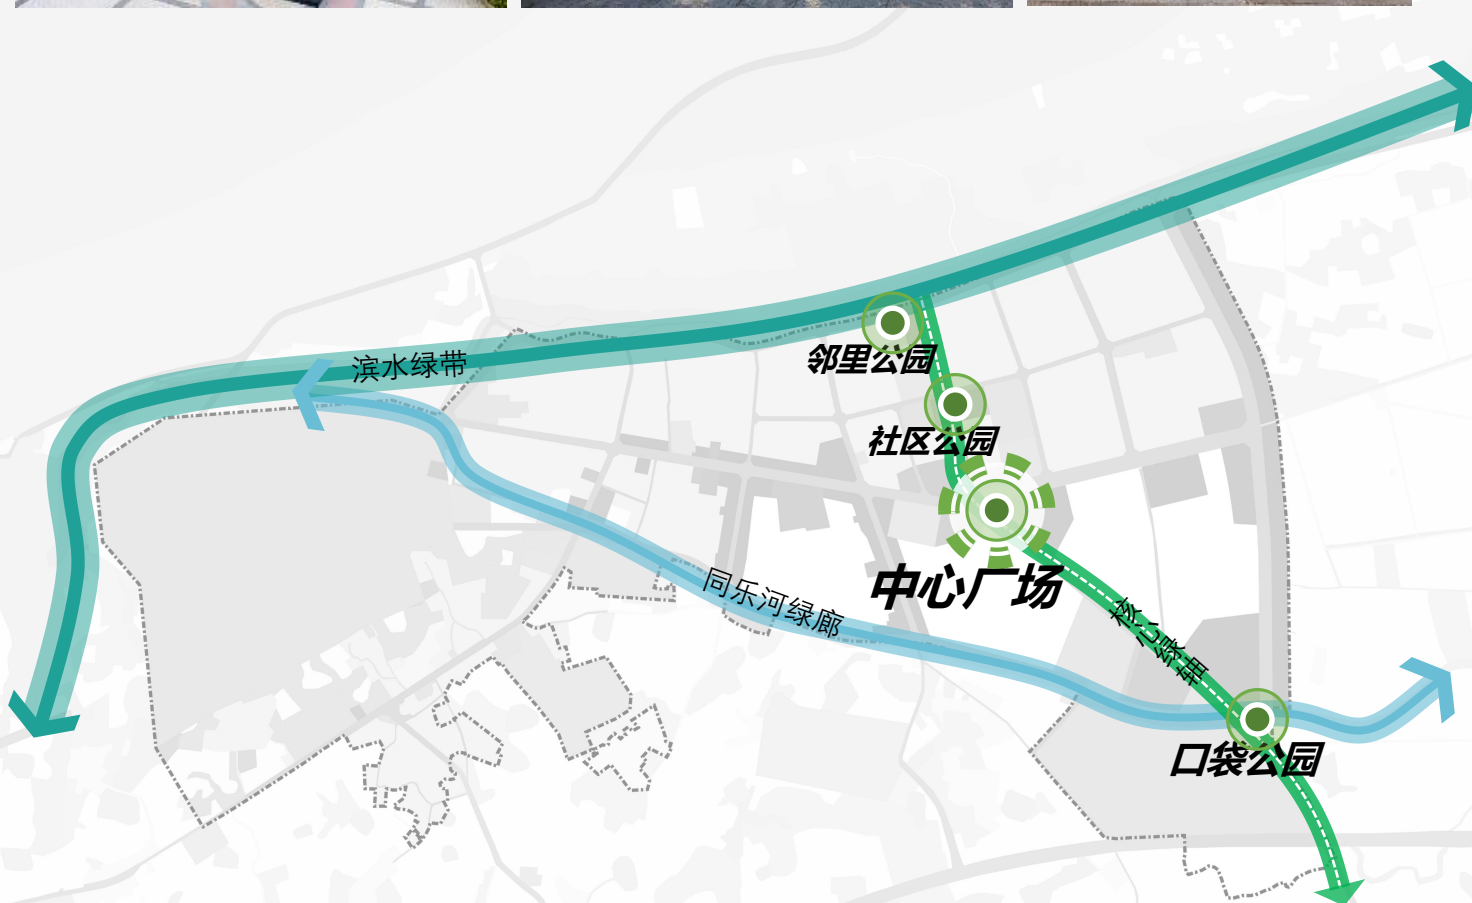 滨水绿带
邻里公园
社区公园
中心广场
同乐河绿廊
核心绿轴
口袋公园